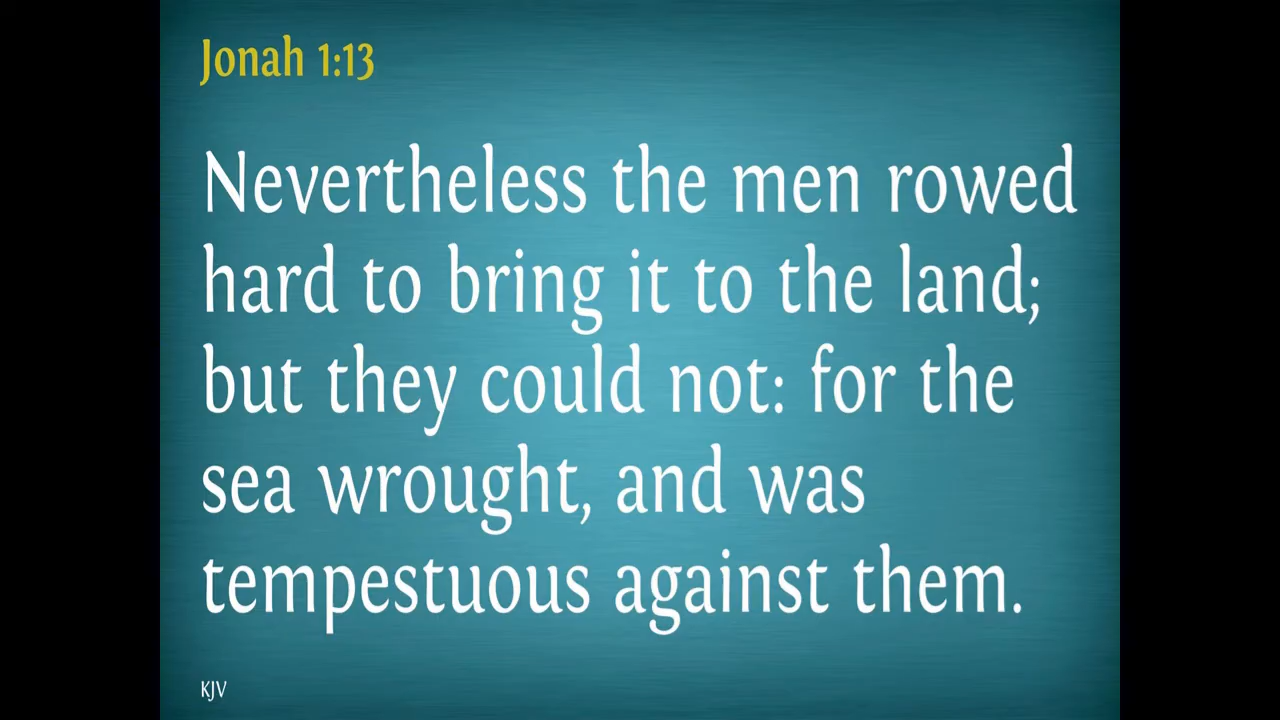 Jonah 1:13
Nevertheless the men rowed
hard to bring it to the land;
but they could not: for the
sea wrought, and was
tempestuous against them.
KJV